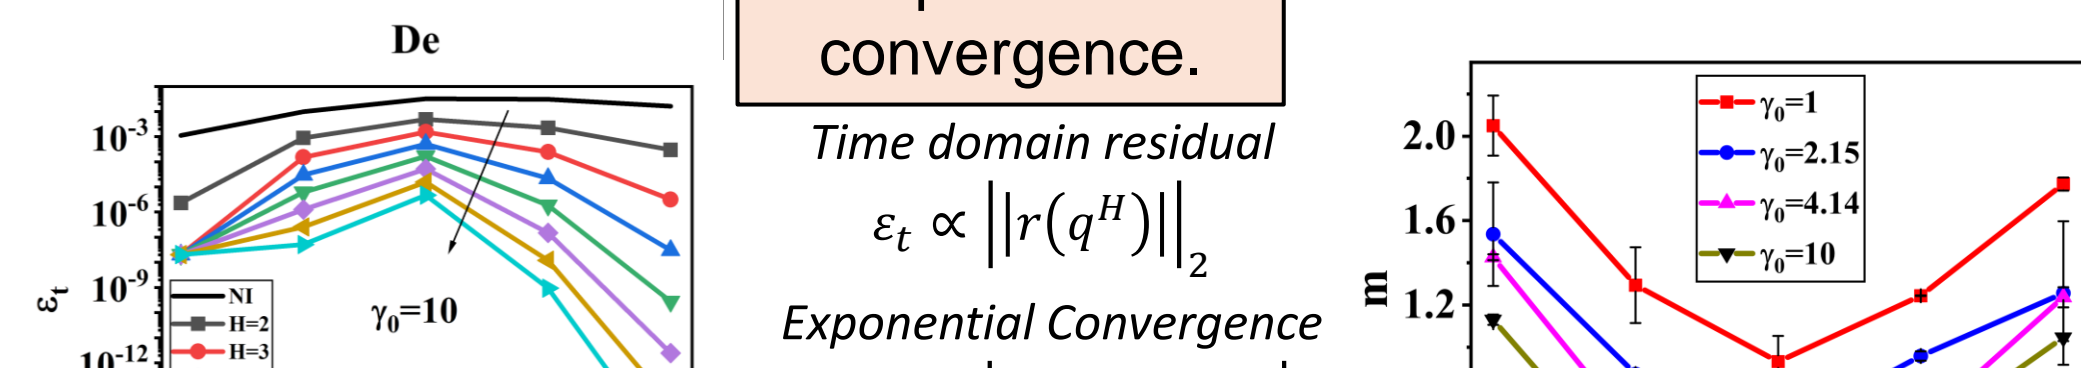 De
10⁻³
10⁻⁶
10⁻⁹
10⁻¹²
εₜ
NI
H=2
H=3
γ₀=10
convergence.
Time domain residual
εₜ ∝ ||r(qᴴ)||₂
Exponential Convergence
2.0
1.6
1.2
m
γ₀=1
γ₀=2.15
γ₀=4.14
γ₀=10